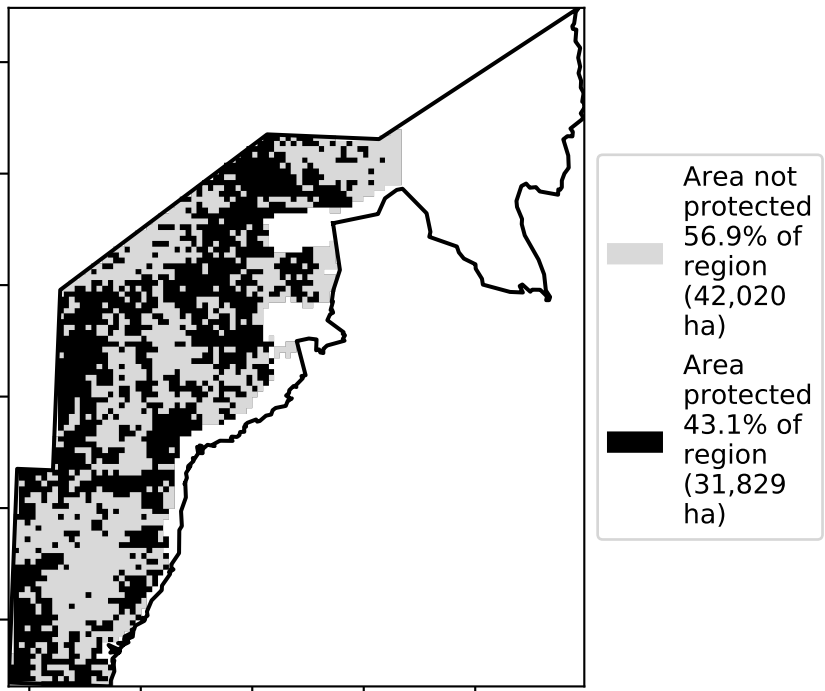 Area not
protected
56.9% of
region
(42,020
ha)
Area
protected
43.1% of
region
(31,829
ha)